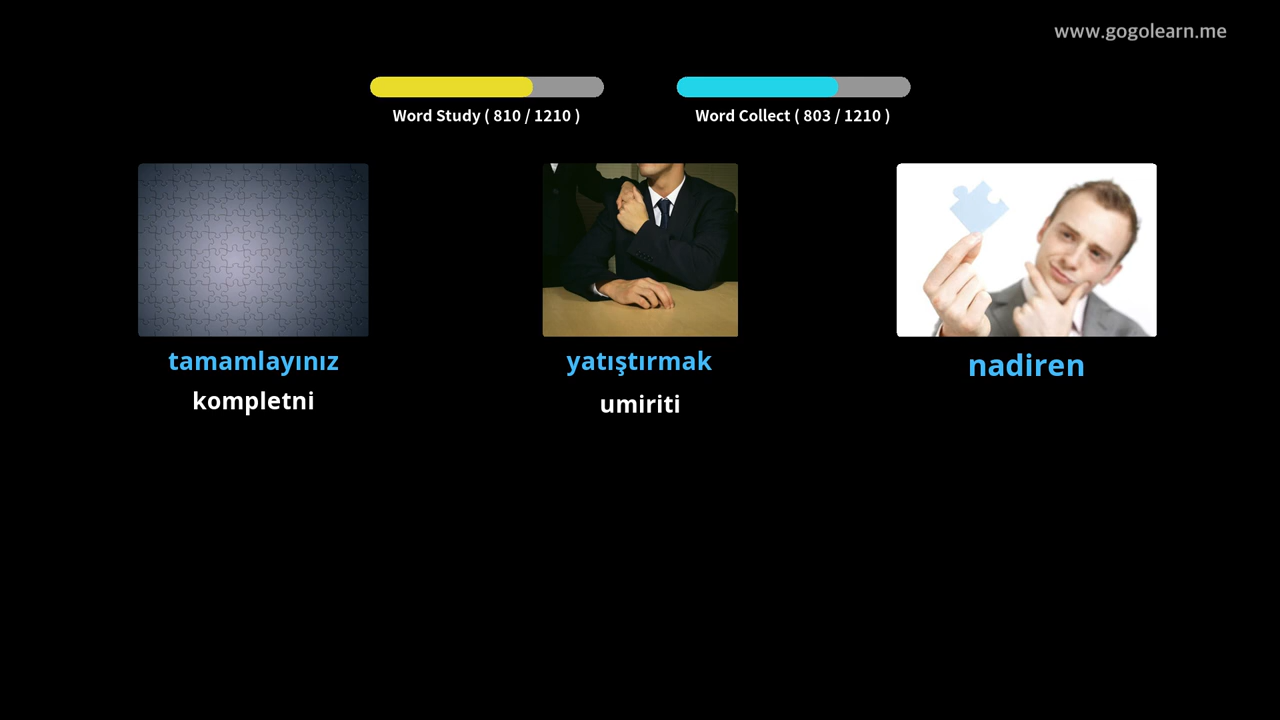 www.gogolearn.me
Word Study ( 810 / 1210 )
Word Collect ( 803 / 1210 )
tamamlayınız
yatıştırmak
nadiren
kompletni
umiriti